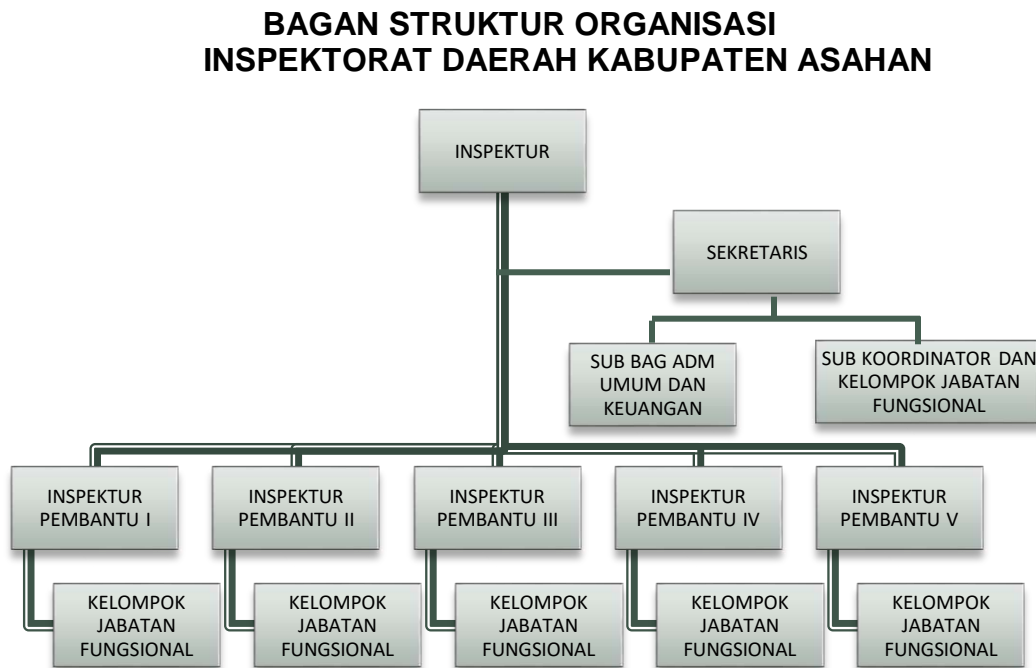 BAGAN STRUKTUR ORGANISASI
INSPEKTORAT DAERAH KABUPATEN ASAHAN
INSPEKTUR
SEKRETARIS
SUB BAG ADM
UMUM DAN
KEUANGAN
SUB KOORDINATOR DAN
KELOMPOK JABATAN
FUNGSIONAL
INSPEKTUR
PEMBANTU I
INSPEKTUR
PEMBANTU II
INSPEKTUR
PEMBANTU III
INSPEKTUR
PEMBANTU IV
INSPEKTUR
PEMBANTU V
KELOMPOK
JABATAN
FUNGSIONAL
KELOMPOK
JABATAN
FUNGSIONAL
KELOMPOK
JABATAN
FUNGSIONAL
KELOMPOK
JABATAN
FUNGSIONAL
KELOMPOK
JABATAN
FUNGSIONAL